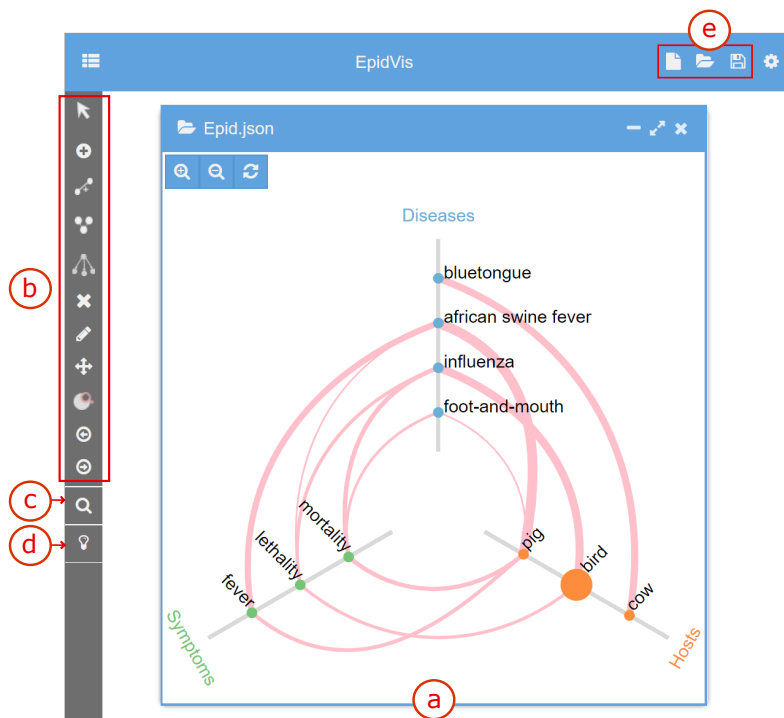 e
EpidVis
Epid.json
Diseases
bluetongue
african swine fever
influenza
foot-and-mouth
b
c
d
mortality
lethality
fever
Symptoms
pig
bird
cow
Hosts
a